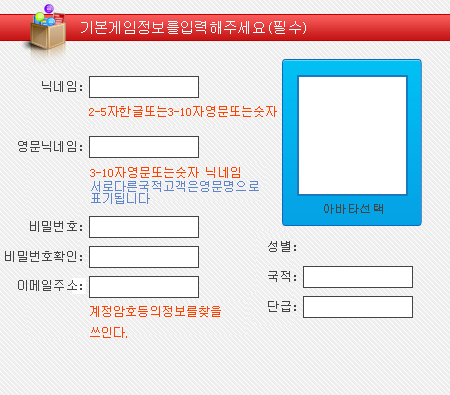 기본게임정보를입력해주세요(필수)
닉네임:
2-5자한글또는3-10자영문또는숫자
영문닉네임:
3-10자영문또는숫자 닉네임
서로다른국적고객은영문명으로
표기됩니다
비밀번호:
비밀번호확인:
이메일주소:
계정암호등의정보를찾을
쓰인다.
아바타선택
성별:
국적:
단급: